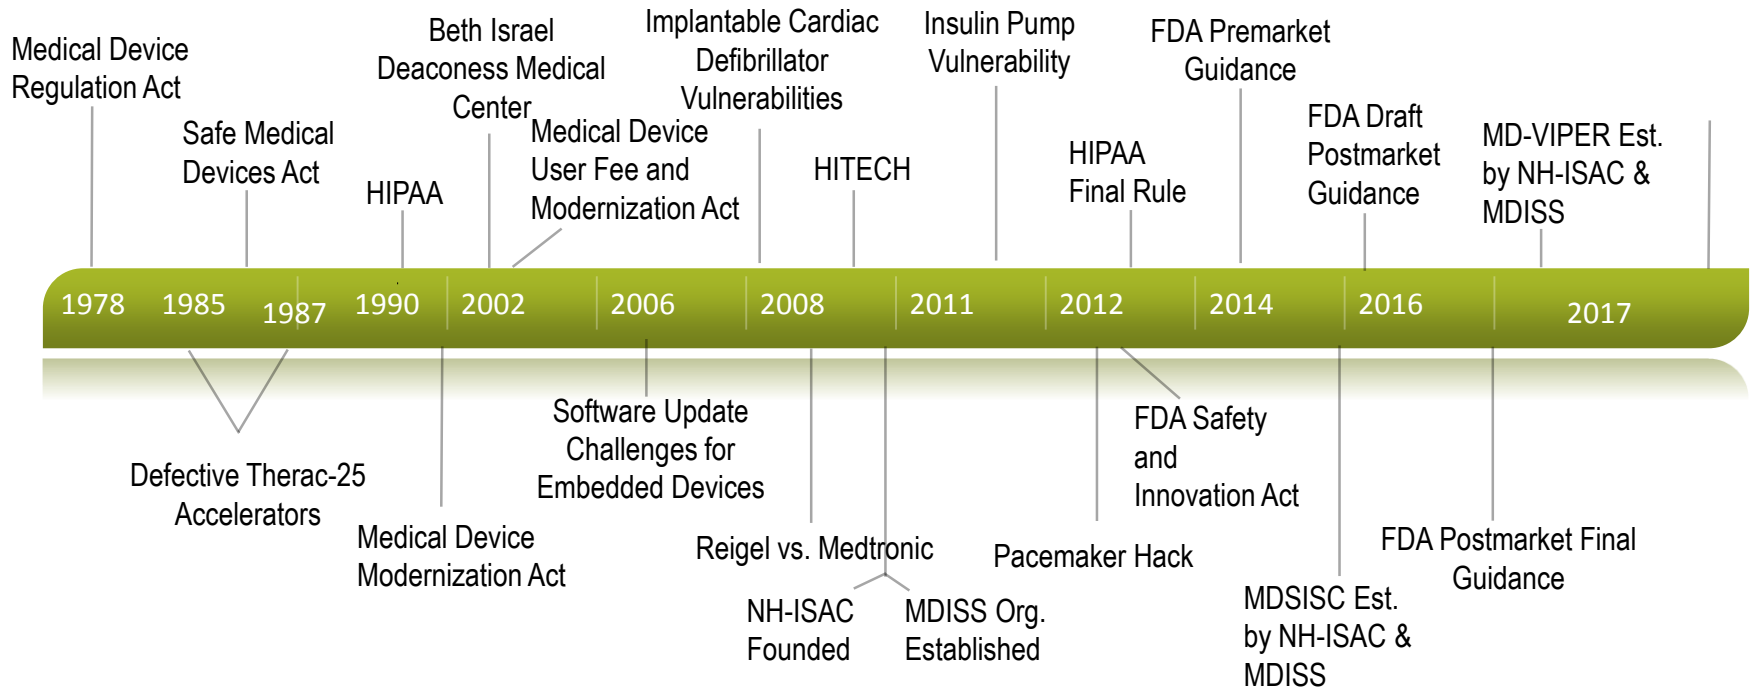 Medical Device
Regulation Act
Safe Medical
Devices Act
HIPAA
Beth Israel
Deaconess Medical
Center
Medical Device
User Fee and
Modernization Act
Implantable Cardiac
Defibrillator
Vulnerabilities
HITECH
Insulin Pump
Vulnerability
HIPAA
Final Rule
FDA Premarket
Guidance
FDA Draft
Postmarket
Guidance
MD-VIPER Est.
by NH-ISAC &
MDISS
1978
1985
1987
1990
2002
2006
2008
2011
2012
2014
2016
2017
Defective Therac-25
Accelerators
Medical Device
Modernization Act
Software Update
Challenges for
Embedded Devices
Reigel vs. Medtronic
NH-ISAC
Founded
MDISS Org.
Established
Pacemaker Hack
FDA Safety
and
Innovation Act
MDSISC Est.
by NH-ISAC &
MDISS
FDA Postmarket Final
Guidance